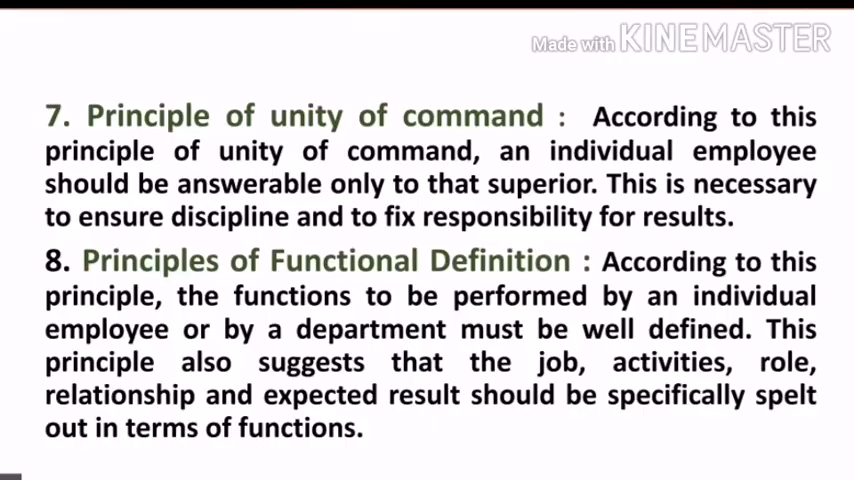 Made with KINEMASTER
7. Principle of unity of command : According to this
principle of unity of command, an individual employee
should be answerable only to that superior. This is necessary
to ensure discipline and to fix responsibility for results.
8. Principles of Functional Definition : According to this
principle, the functions to be performed by an individual
employee or by a department must be well defined. This
principle also suggests that the job, activities, role,
relationship and expected result should be specifically spelt
out in terms of functions.